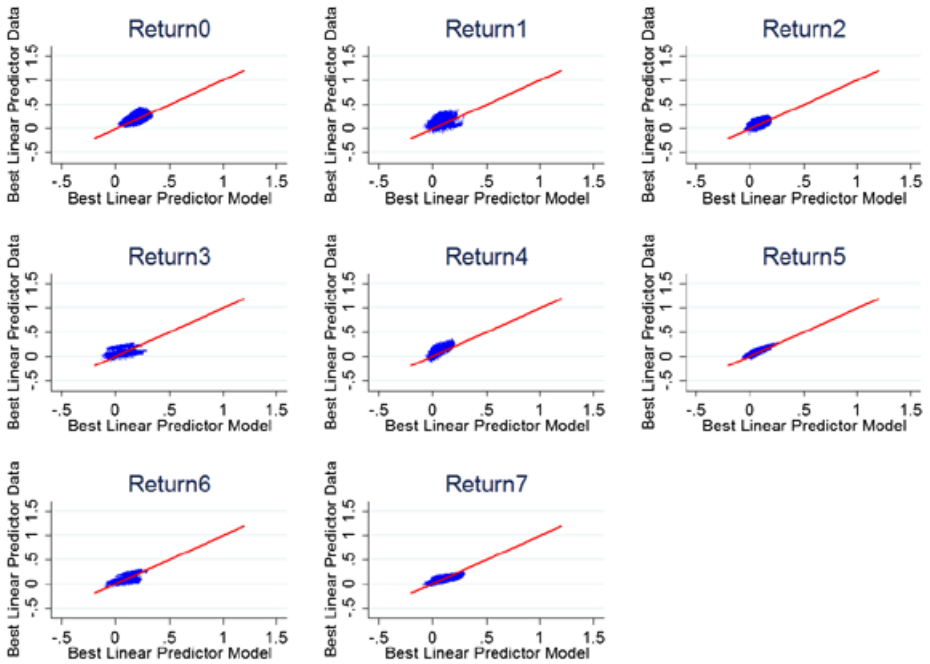 Return0
Return1
Return2
Best Linear Predictor Data
-.5 0 .5 1 1.5
-.5 0 .5 1 1.5
Best Linear Predictor Model
Best Linear Predictor Data
-.5 0 .5 1 1.5
-.5 0 .5 1 1.5
Best Linear Predictor Model
Best Linear Predictor Data
-.5 0 .5 1 1.5
-.5 0 .5 1 1.5
Best Linear Predictor Model
Return3
Return4
Return5
Best Linear Predictor Data
-.5 0 .5 1 1.5
-.5 0 .5 1 1.5
Best Linear Predictor Model
Best Linear Predictor Data
-.5 0 .5 1 1.5
-.5 0 .5 1 1.5
Best Linear Predictor Model
Best Linear Predictor Data
-.5 0 .5 1 1.5
-.5 0 .5 1 1.5
Best Linear Predictor Model
Return6
Return7
Best Linear Predictor Data
-.5 0 .5 1 1.5
-.5 0 .5 1 1.5
Best Linear Predictor Model
Best Linear Predictor Data
-.5 0 .5 1 1.5
-.5 0 .5 1 1.5
Best Linear Predictor Model